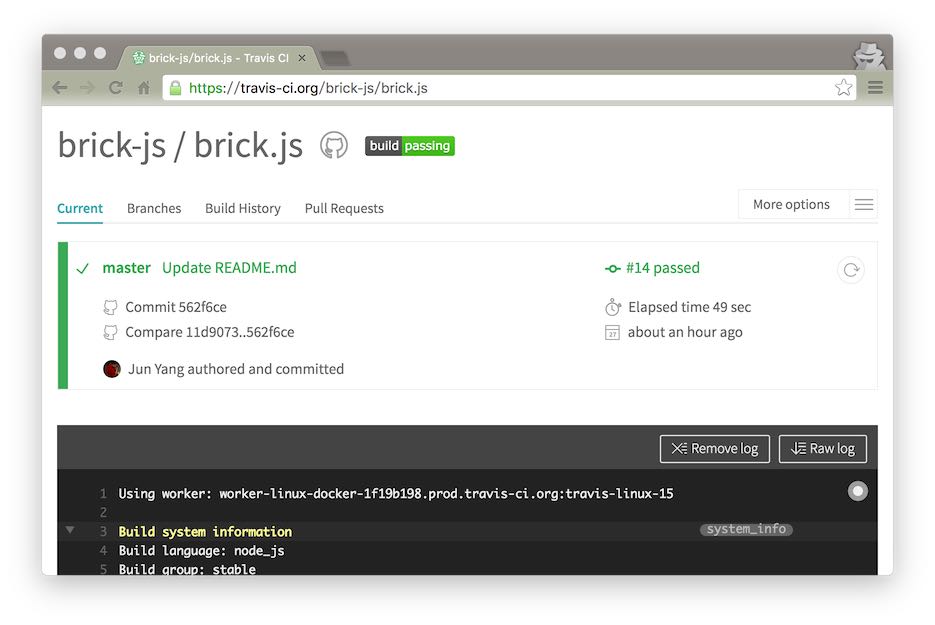 brick-js/brick.js - Travis CI
https://travis-ci.org/brick-js/brick.js
brick-js / brick.js build passing
Current Branches Build History Pull Requests More options
master Update README.md #14 passed
Commit 562f6ce Elapsed time 49 sec
Compare 11d9073..562f6ce 27 about an hour ago
Jun Yang authored and committed
Remove log Raw log
1 Using worker: worker-linux-docker-1f19b198.prod.travis-ci.org:travis-linux-15
2
3 Build system information system_info
4 Build language: node_js
5 Build group: stable